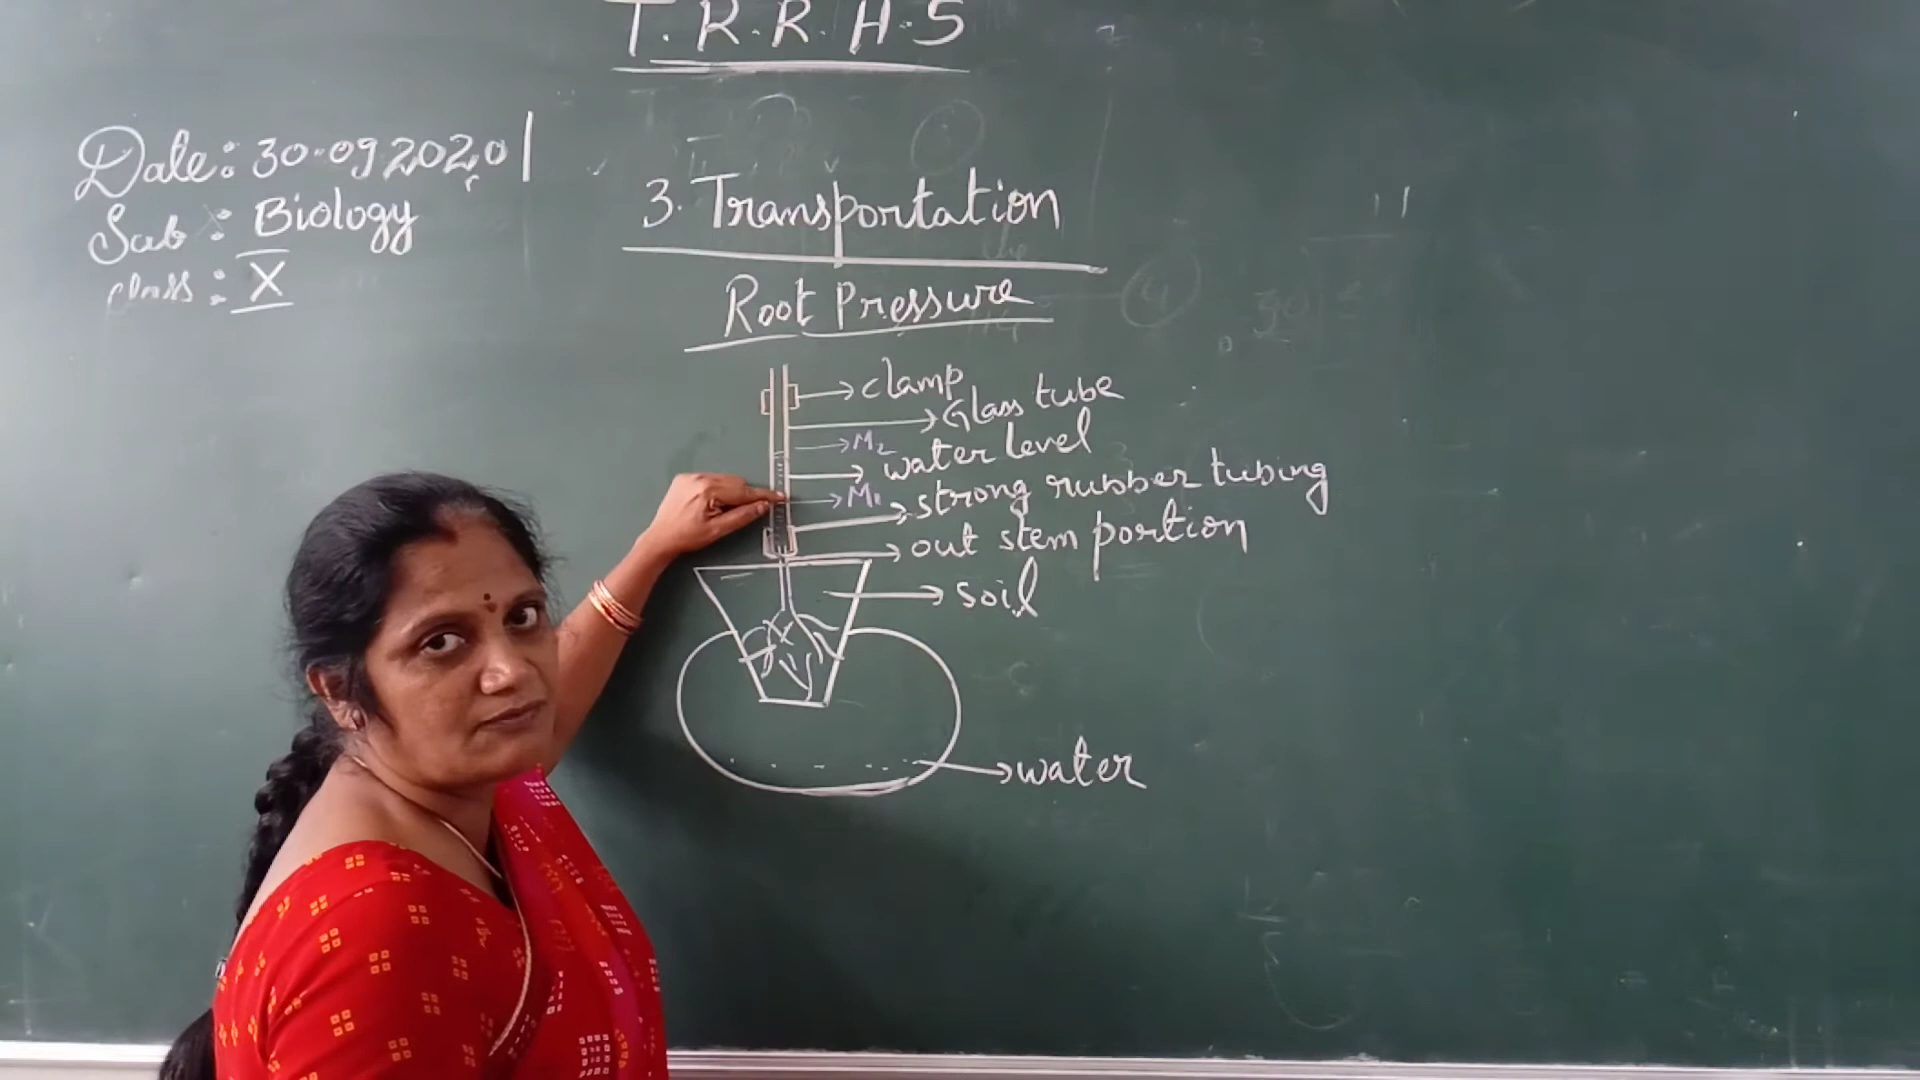 T.R.R.H.S
Date: 30-09 2020
Sub: Biology
class: X
3. Transportation
Root Pressure
clamp
Glass tube
M2
water level
M1
strong rubber tubing
out stem portion
soil
water